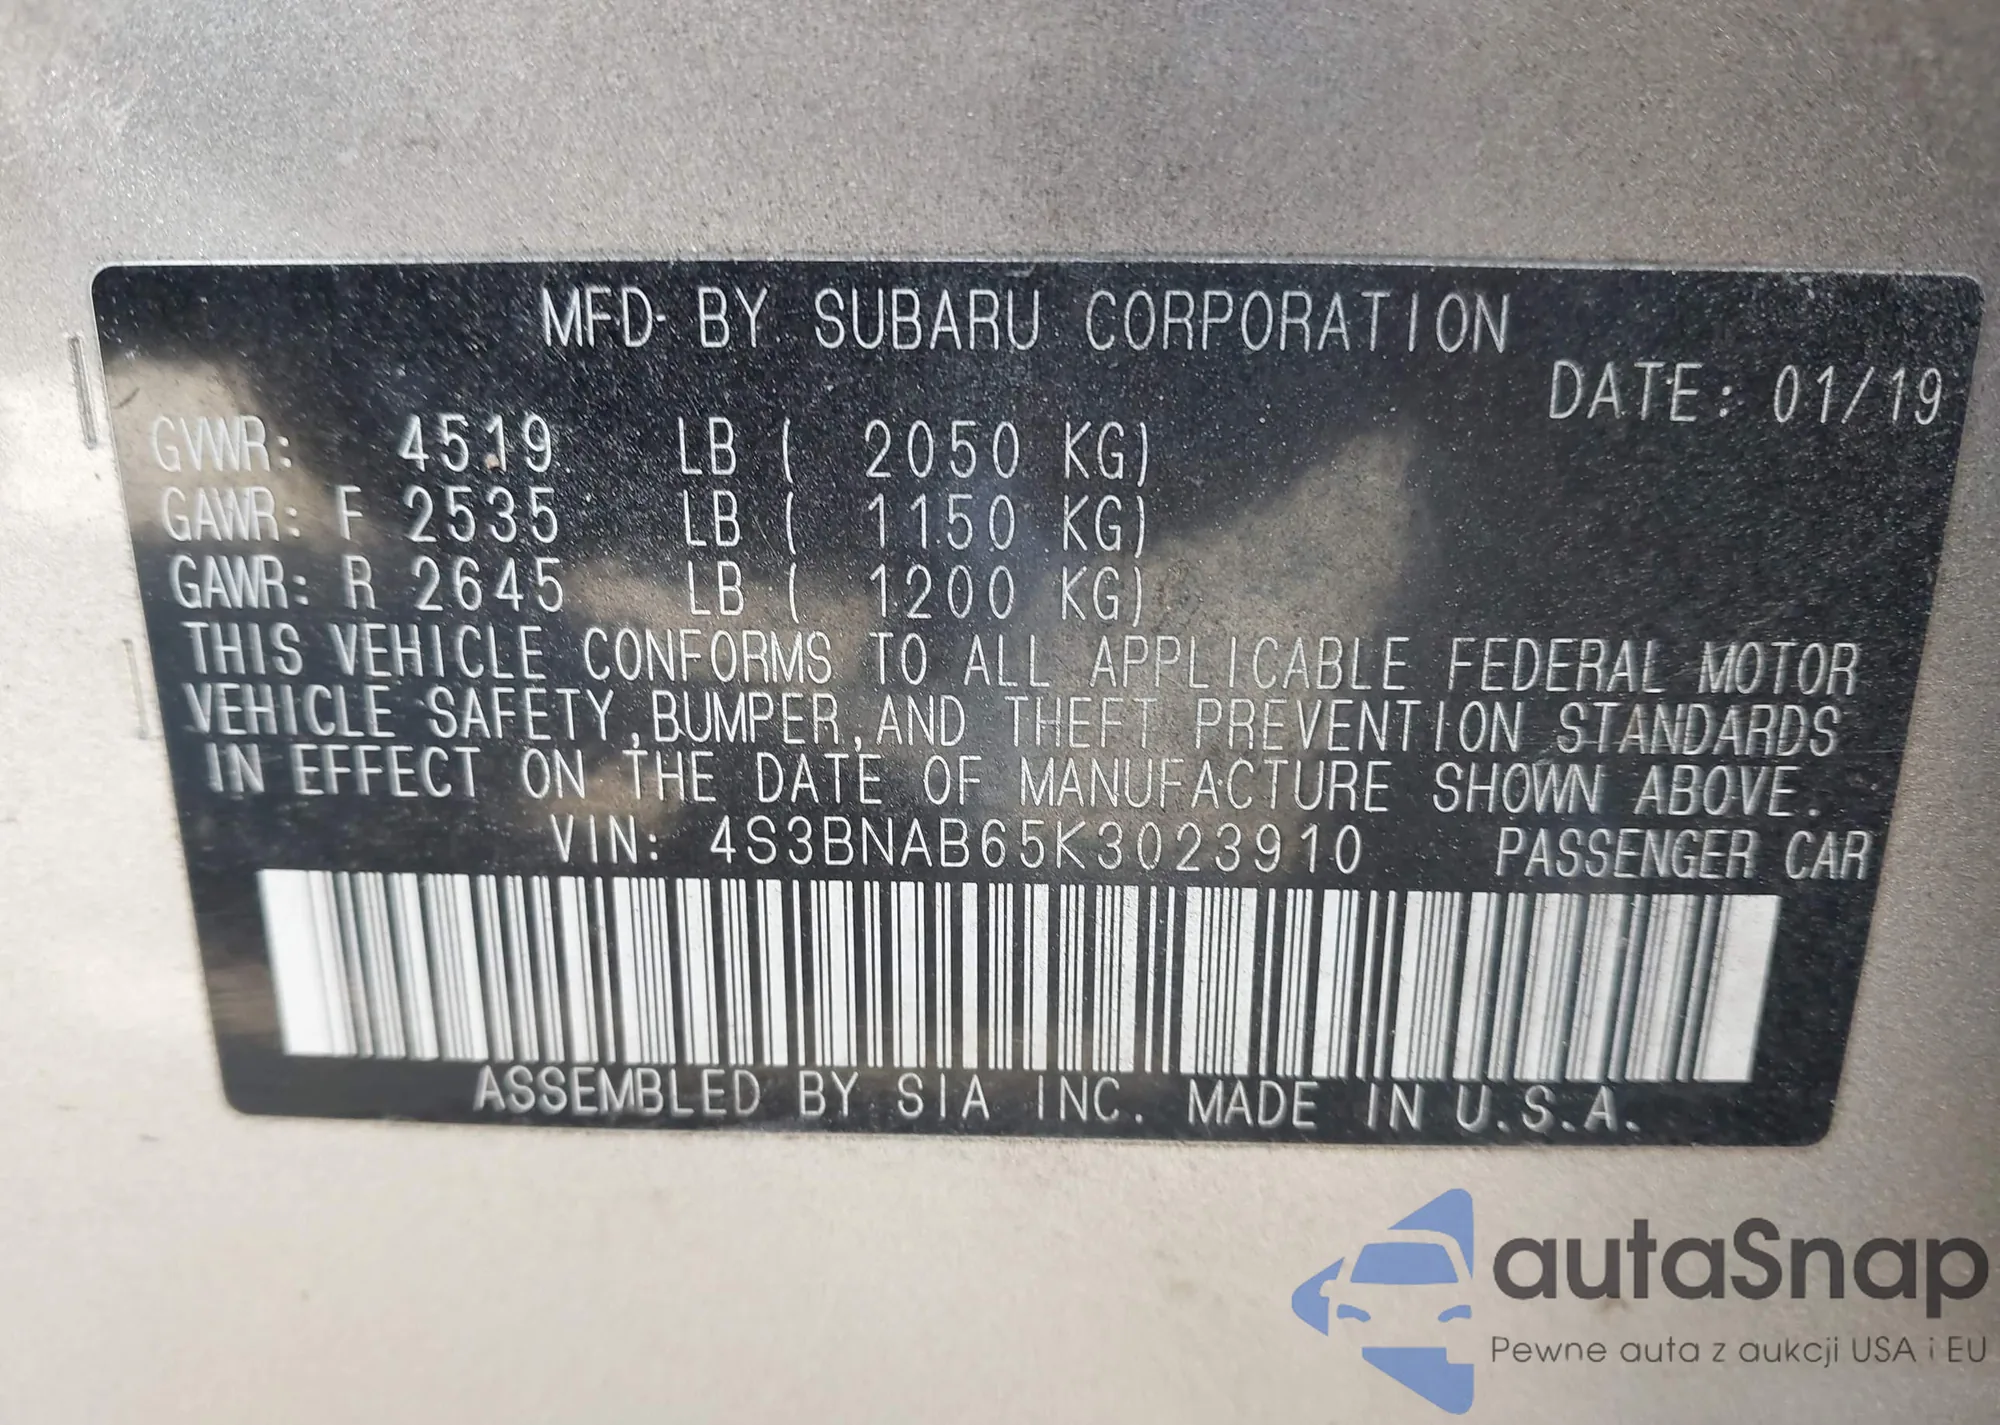 MFD BY SUBARU CORPORATION
DATE: 01/19
GVWR: 4519 LB ( 2050 KG)
GAWR: F 2535 LB ( 1150 KG)
GAWR: R 2645 LB ( 1200 KG)
THIS VEHICLE CONFORMS TO ALL APPLICABLE FEDERAL MOTOR
VEHICLE SAFETY,BUMPER,AND THEFT PREVENTION STANDARDS
IN EFFECT ON THE DATE OF MANUFACTURE SHOWN ABOVE.
VIN: 4S3BNAB65K3023910 PASSENGER CAR
ASSEMBLED BY SIA INC. MADE IN U.S.A.
autaSnap
Pewne auta z aukcji USA i EU